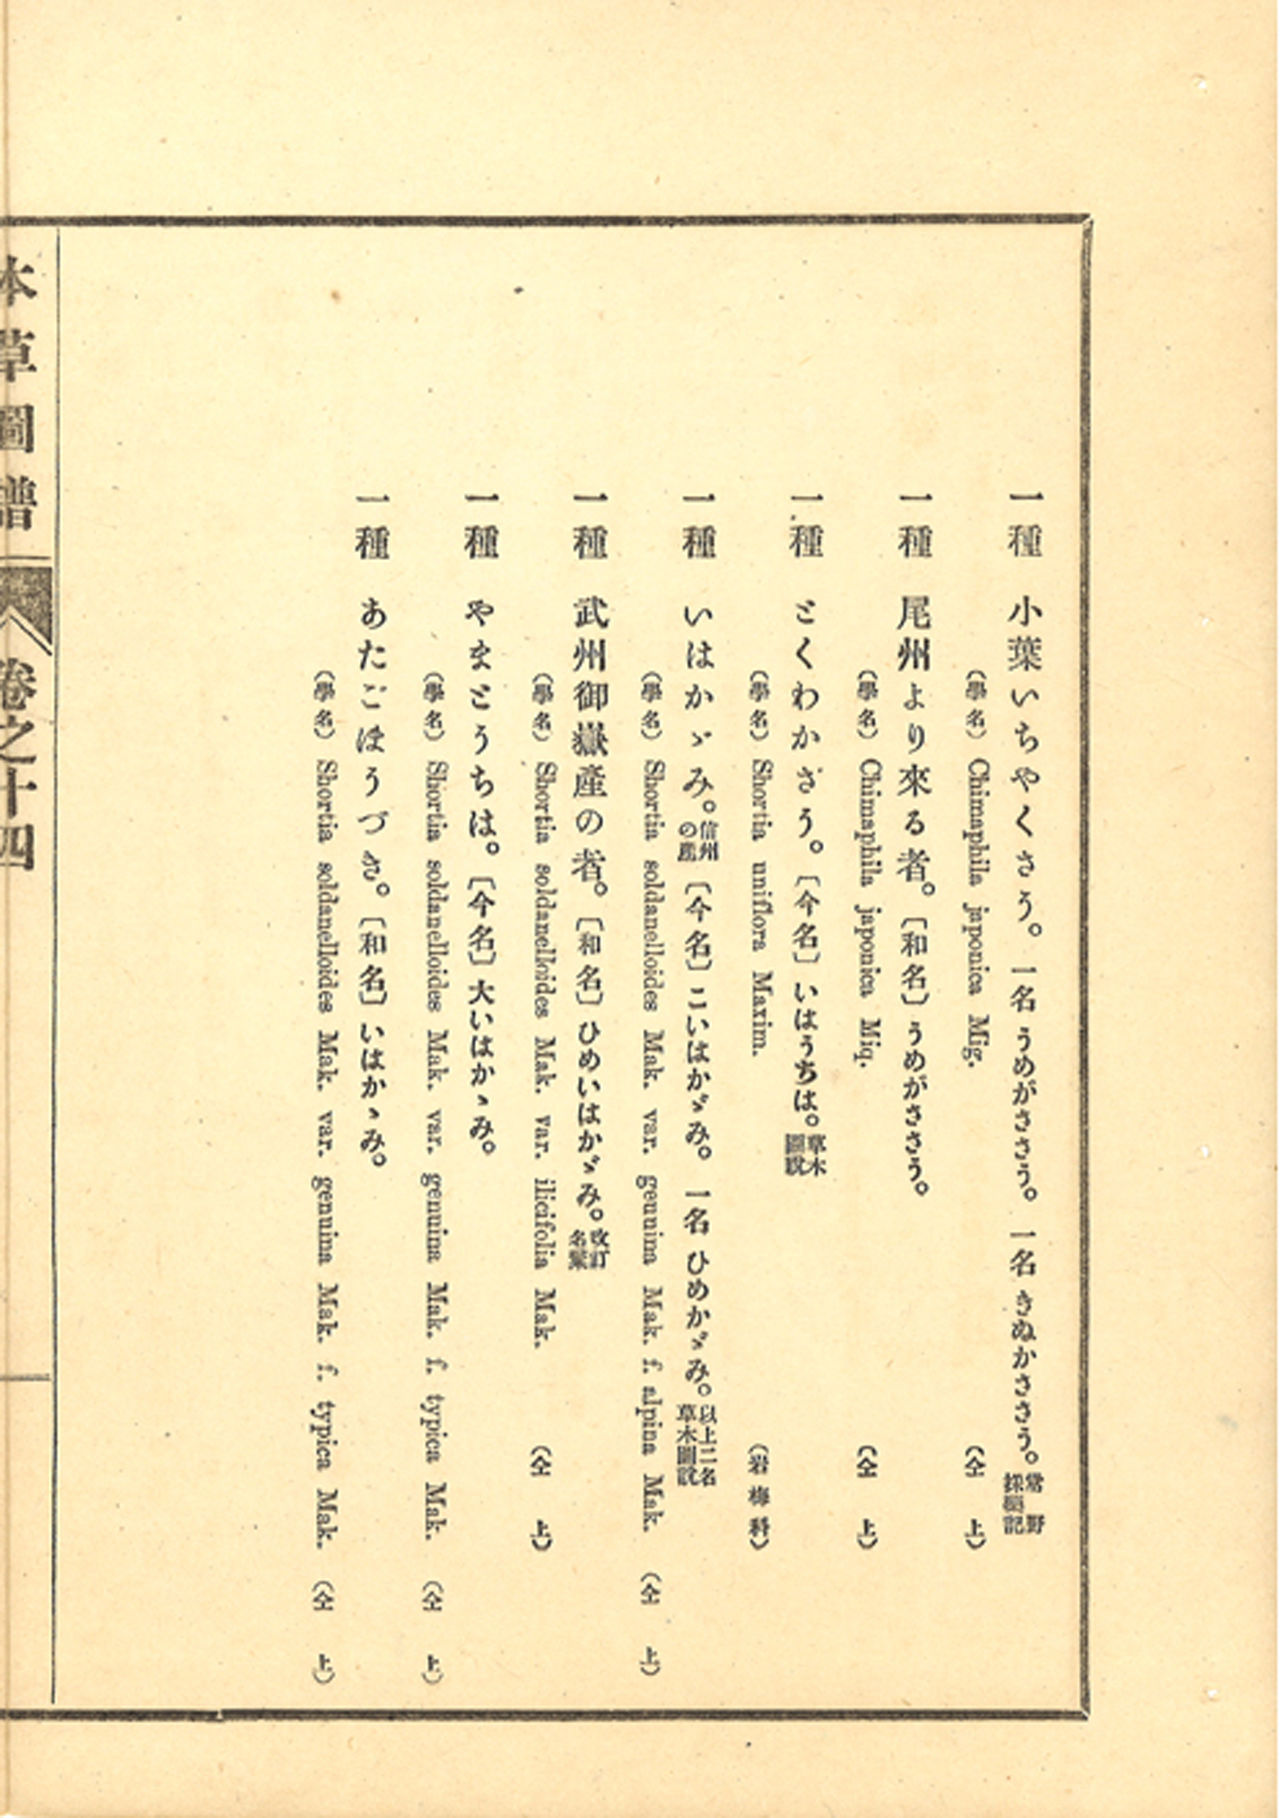 一種 小葉いちやくさう。一名 うめがささう。一名 きぬかささう。常野採藥記
(學名) Chimaphila japonica Mig. (仝上)
一種 尾州より來る者。〔和名〕うめがささう。
(學名) Chimaphila japonica Miq. (仝上)
一種 とくわかさう。〔今名〕いはうちは。草木圖說
(學名) Shortia uniflora Maxim. (岩梅科)
一種 いはかゞみ。信州の產〔今名〕こいはかゞみ。一名 ひめかゞみ。以上二名草木圖說
(學名) Shortia soldanelloides Mak. var. geuuina Mak. f. alpina Mak. (仝上)
一種 武州御嶽產の者。〔和名〕ひめいはかゞみ。改訂名彙
(學名) Shortia soldanelloides Mak. var. ilicifolia Mak. (仝上)
一種 やまどうちは。〔今名〕大いはかゝみ。
(學名) Shortia soldanelloides Mak. var. genuina Mak. f. typica Mak. (仝上)
一種 あたごほうづき。〔和名〕いはかゝみ。
(學名) Shortia soldanelloides Mak. var. genuina Mak. f. typica Mak. (仝上)
本草圖譜 卷之十四